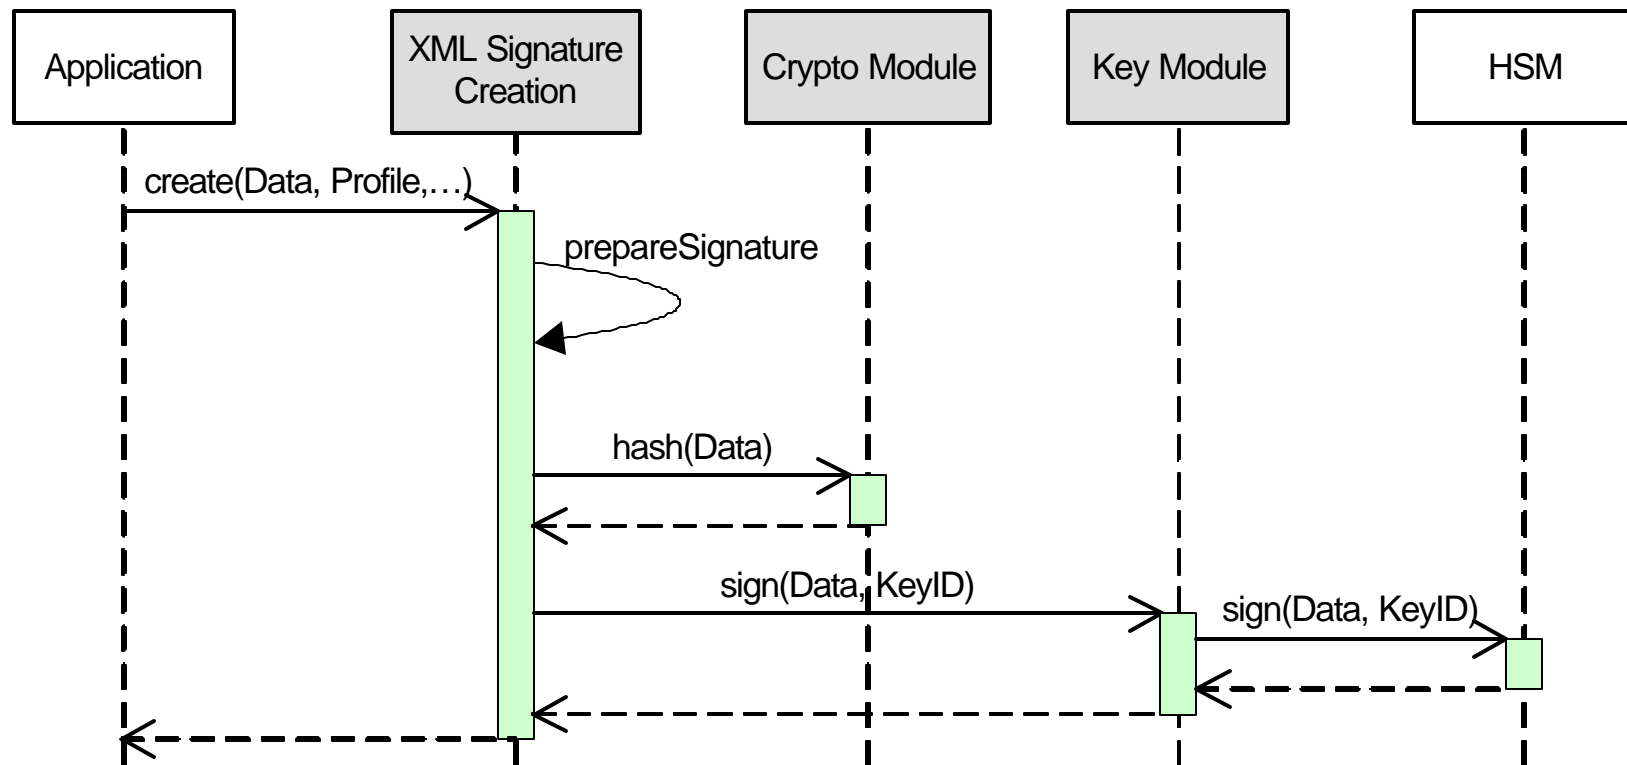 Application
XML Signature
Creation
Crypto Module
Key Module
HSM
create(Data, Profile,…)
prepareSignature
hash(Data)
sign(Data, KeyID)
sign(Data, KeyID)